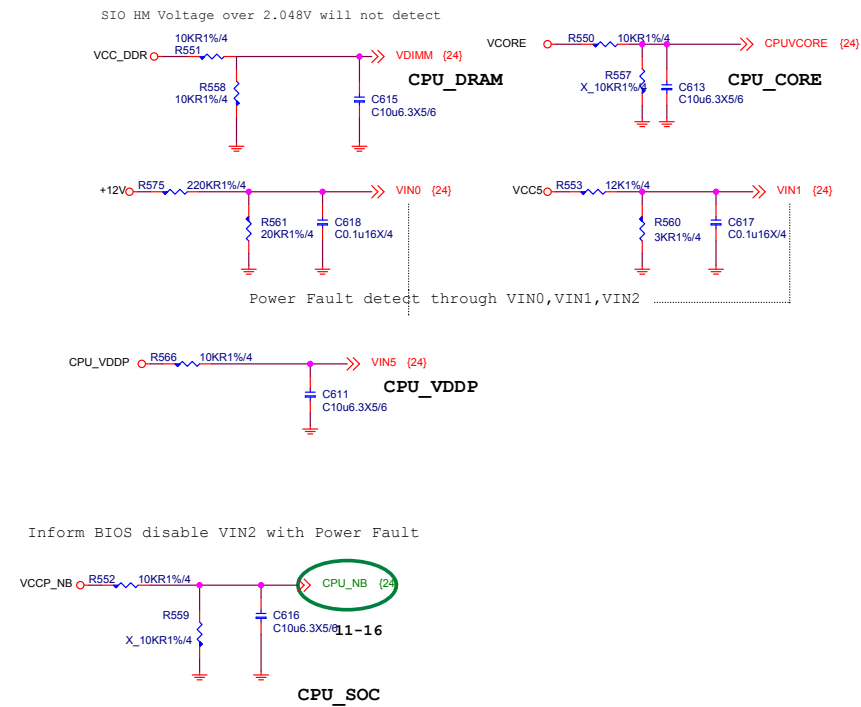 SIO HM Voltage over 2.048V will not detect
10KR1%/4
R551
VCC_DDR
VDIMM {24}
CPU_DRAM
R558
10KR1%/4
C615
C10u6.3X5/6
VCORE
R550
10KR1%/4
CPUVCORE {24}
CPU_CORE
R557
X_10KR1%/4
C613
C10u6.3X5/6
+12V
R575
220KR1%/4
VIN0 {24}
R561
20KR1%/4
C618
C0.1u16X/4
VCC5
R553
12K1%/4
VIN1 {24}
R560
3KR1%/4
C617
C0.1u16X/4
Power Fault detect through VIN0,VIN1,VIN2
CPU_VDDP
R566
10KR1%/4
VIN5 {24}
CPU_VDDP
C611
C10u6.3X5/6
Inform BIOS disable VIN2 with Power Fault
VCCP_NB
R552
10KR1%/4
CPU_NB {24}
R559
X_10KR1%/4
C616
C10u6.3X5/6
11-16
CPU_SOC